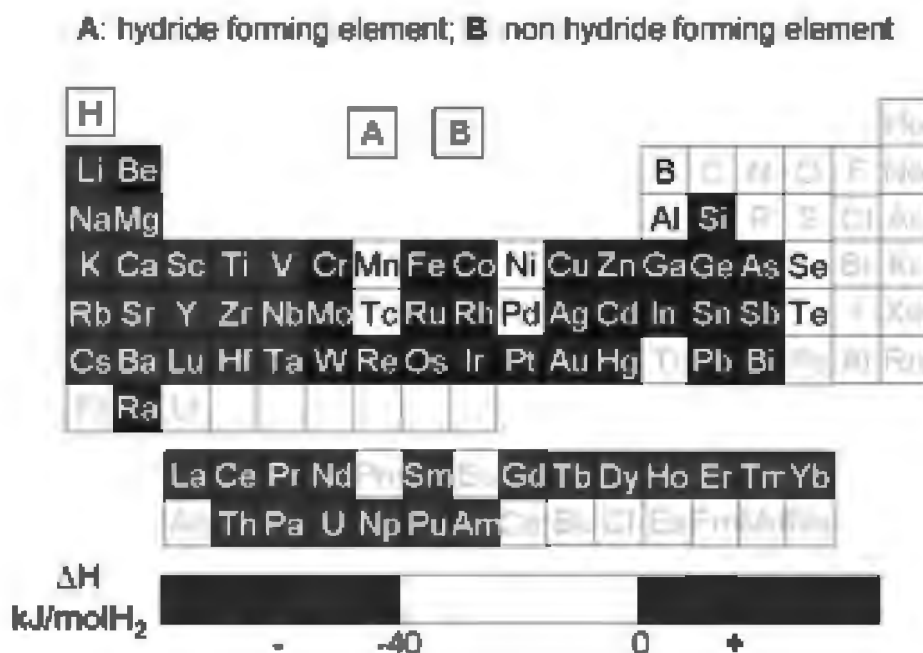 A: hydride forming element; B non hydride forming element
H
A B
Li Be B
Na Mg Al Si
K Ca Sc Ti V Cr Mn Fe Co Ni Cu Zn Ga Ge As Se
Rb Sr Y Zr Nb Mo Tc Ru Rh Pd Ag Cd In Sn Sb Te
Cs Ba Lu Hf Ta W Re Os Ir Pt Au Hg Pb Bi
Ra
La Ce Pr Nd Sm Gd Tb Dy Ho Er Tm Yb
Th Pa U Np Pu Am
ΔH
kJ/molH₂
- -40 0 +